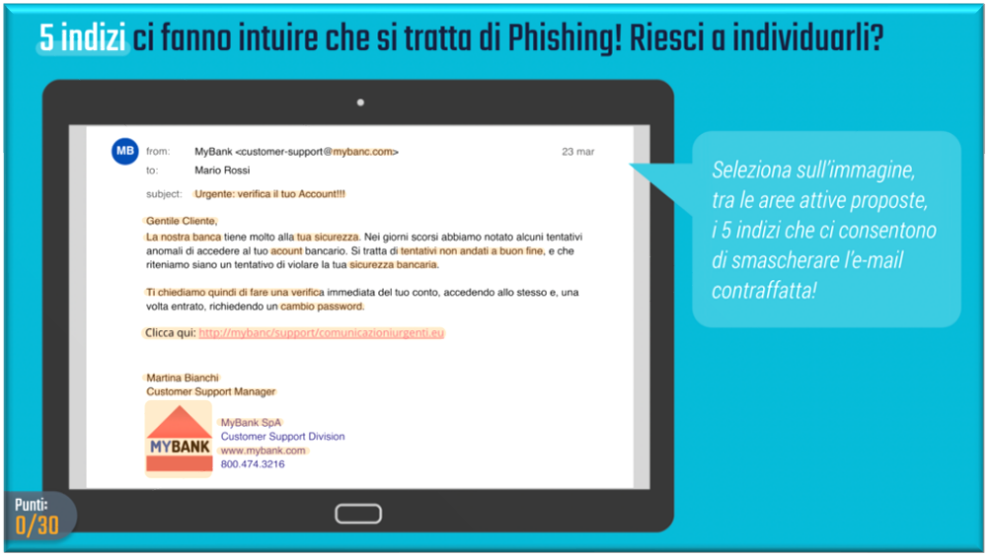 5 indizi ci fanno intuire che si tratta di Phishing! Riesci a individuarli?
MB
from: MyBank <customer-support@mybanc.com> 23 mar
to: Mario Rossi
subject: Urgente: verifica il tuo Account!!!
Gentile Cliente,
La nostra banca tiene molto alla tua sicurezza. Nei giorni scorsi abbiamo notato alcuni tentativi
anomali di accedere al tuo acount bancario. Si tratta di tentativi non andati a buon fine, e che
riteniamo siano un tentativo di violare la tua sicurezza bancaria.
Ti chiediamo quindi di fare una verifica immediata del tuo conto, accedendo allo stesso e, una
volta entrato, richiedendo un cambio password.
Clicca qui: http://mybanc/support/comunicazioniurgenti.eu
Martina Bianchi
Customer Support Manager
MYBANK
MyBank SpA
Customer Support Division
www.mybank.com
800.474.3216
Seleziona sull'immagine,
tra le aree attive proposte,
i 5 indizi che ci consentono
di smascherare l'e-mail
contraffatta!
Punti:
0/30